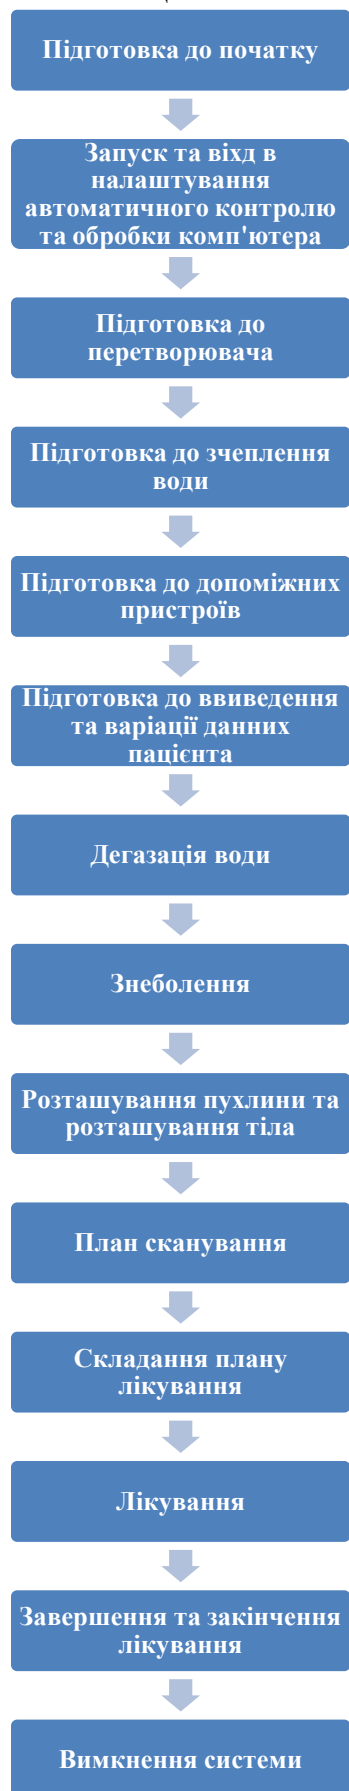 Підготовка до початку
Запуск та віхд в
налаштування
автоматичного контролю
та обробки комп'ютера
Підготовка до
перетворювача
Підготовка до зчеплення
води
Підготовка до допоміжних
пристроїв
Підготовка до ввиведення
та варіації данних
пацієнта
Дегазація води
Знеболення
Розташування пухлини та
розташування тіла
План сканування
Складання плану
лікування
Лікування
Завершення та закінчення
лікування
Вимкнення системи